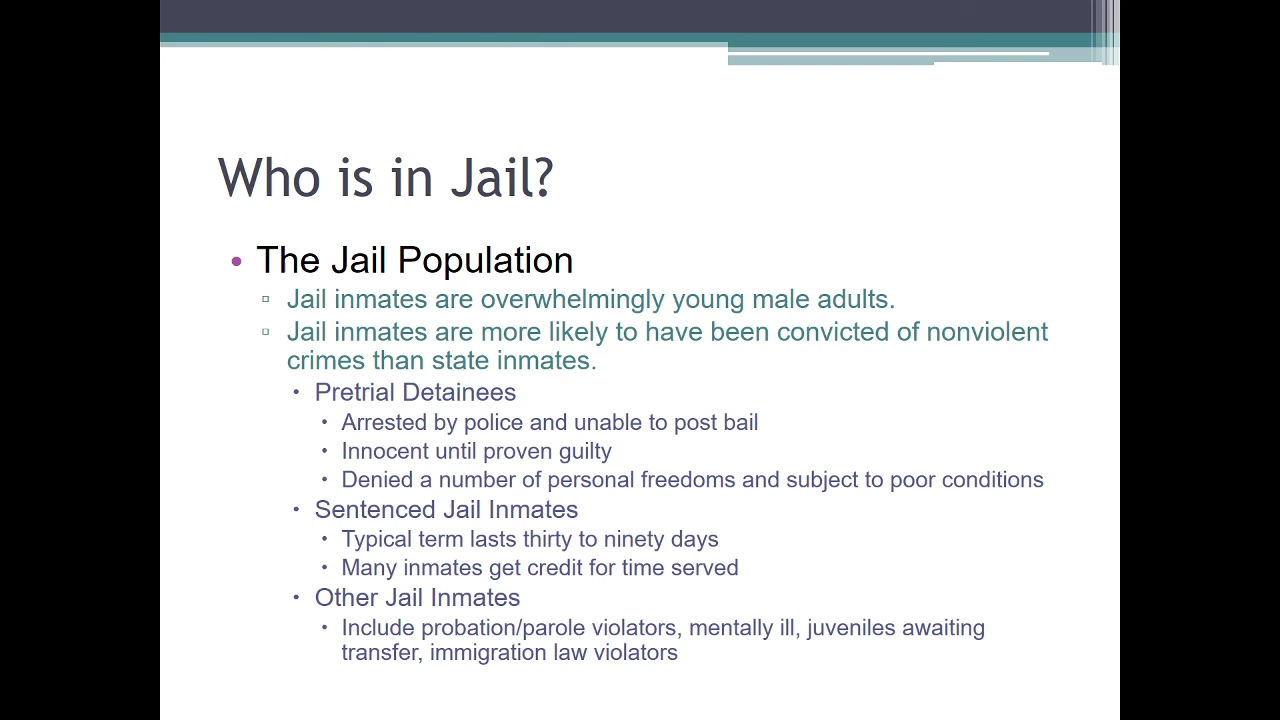 Who is in Jail?
• The Jail Population
▫ Jail inmates are overwhelmingly young male adults.
▫ Jail inmates are more likely to have been convicted of nonviolent
crimes than state inmates.
• Pretrial Detainees
• Arrested by police and unable to post bail
• Innocent until proven guilty
• Denied a number of personal freedoms and subject to poor conditions
• Sentenced Jail Inmates
• Typical term lasts thirty to ninety days
• Many inmates get credit for time served
• Other Jail Inmates
• Include probation/parole violators, mentally ill, juveniles awaiting
transfer, immigration law violators